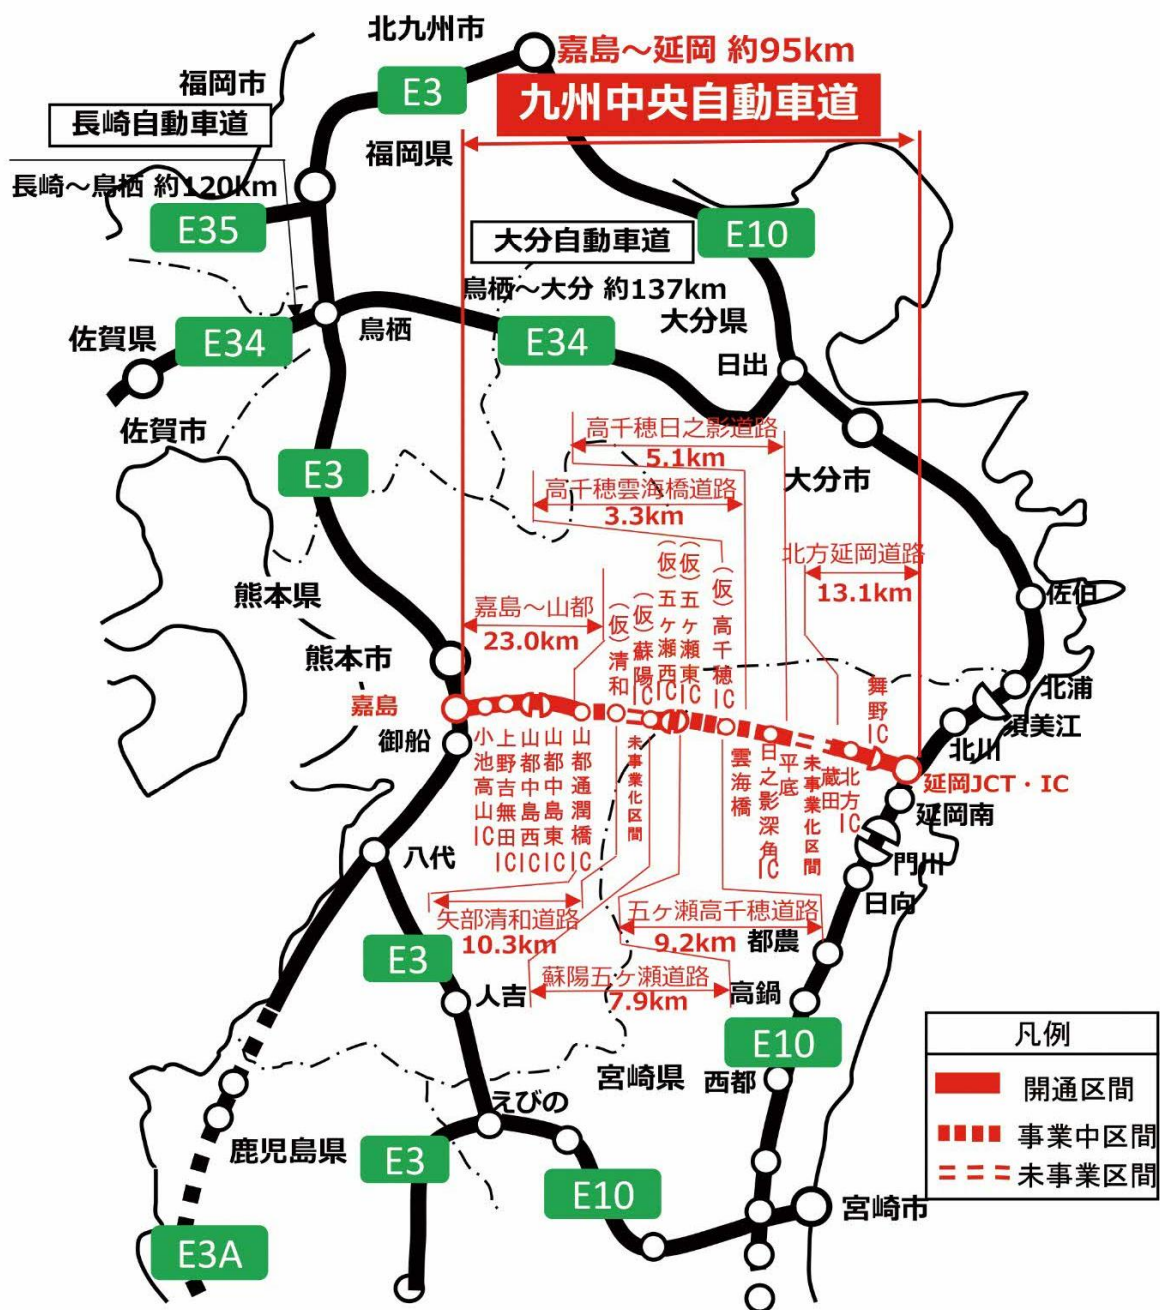 北九州市
嘉島～延岡 約95km
九州中央自動車道
福岡市
E3
長崎自動車道
福岡県
長崎～鳥栖 約120km
E35
大分自動車道
E10
鳥栖～大分 約137km
大分県
佐賀県
E34
鳥栖
E34
日出
佐賀市
高千穂日之影道路
5.1km
E3
大分市
高千穂雲海橋道路
3.3km
北方延岡道路
13.1km
熊本県
嘉島～山都
23.0km
佐伯
熊本市
(仮)清和
(仮)蘇陽IC
(仮)五ヶ瀬西IC
(仮)五ヶ瀬東IC
(仮)高千穂IC
舞野IC
北浦
須美江
北川
嘉島
御船
小池高山IC
上野吉無田IC
山都中島西IC
山都中島東IC
山都通潤橋IC
未事業化区間
雲海橋
日之影深角IC
平底
未事業化区間
蔵田
北方IC
延岡JCT・IC
延岡南
門川
日向
八代
矢部清和道路
10.3km
五ヶ瀬高千穂道路
9.2km
都農
E3
蘇陽五ヶ瀬道路
7.9km
人吉
高鍋
E10
宮崎県
西都
えびの
鹿児島県
E3
E10
宮崎市
E3A
凡例
開通区間
事業中区間
未事業区間